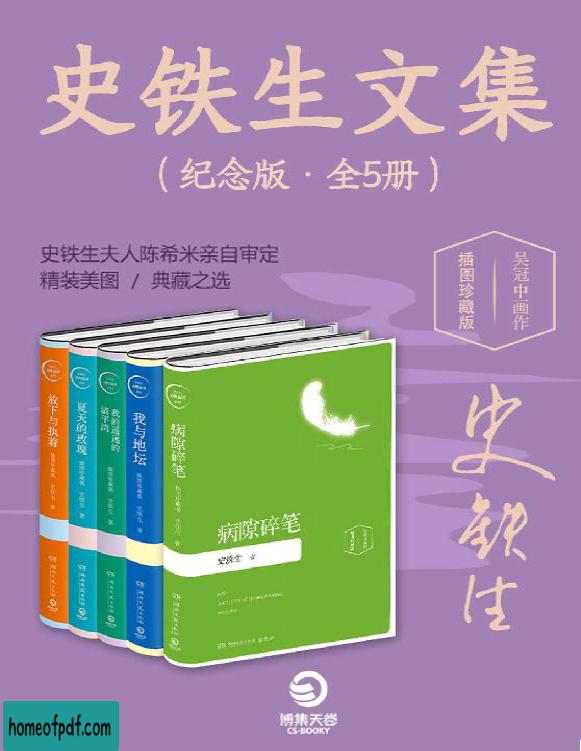 史铁生文集
（纪念版·全5册）
史铁生夫人陈希米亲自审定
精装美图 / 典藏之选
吴冠中画作
插图珍藏版
史铁生
放下与执着
夏天的玫瑰
我的遥远的
清平湾
我与地坛
病隙碎笔
病隙碎笔
史铁生 著
博集天卷
CS-BOOKY
homeofpdf.com